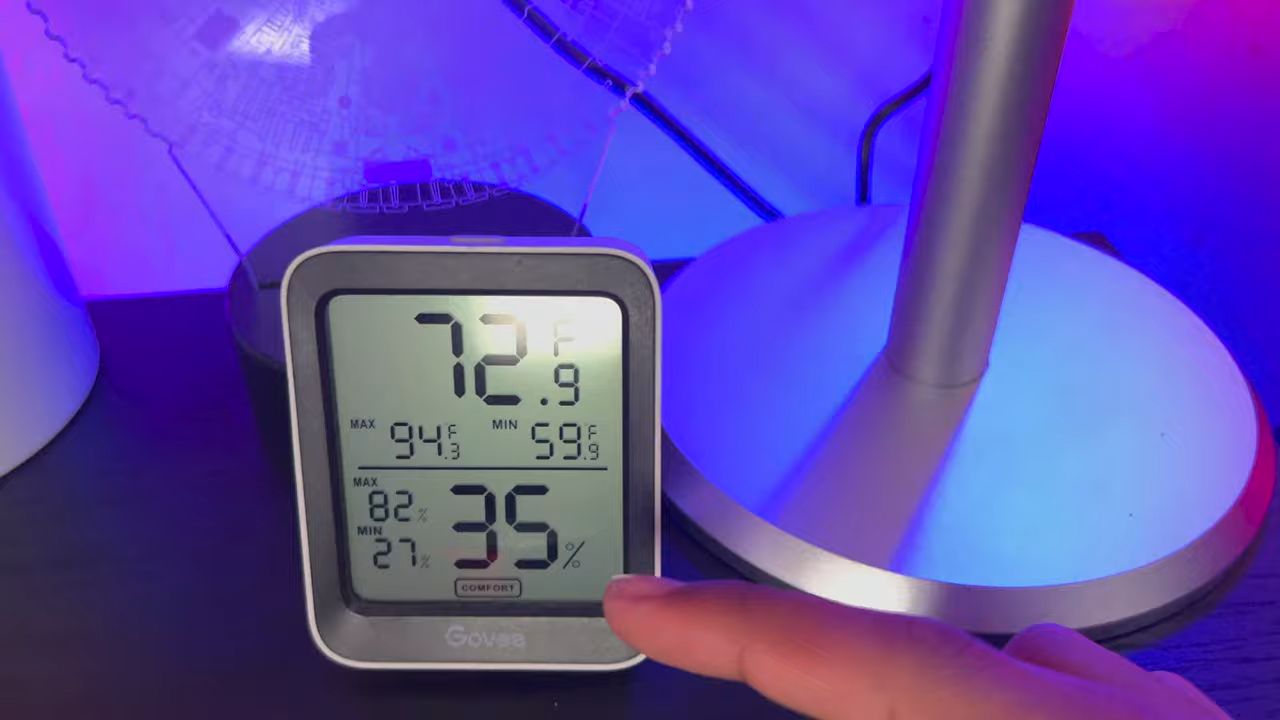 72.9 F
MAX 94.3 F MIN 59.9 F
MAX
82%
MIN
27%
35%
COMFORT
Govee